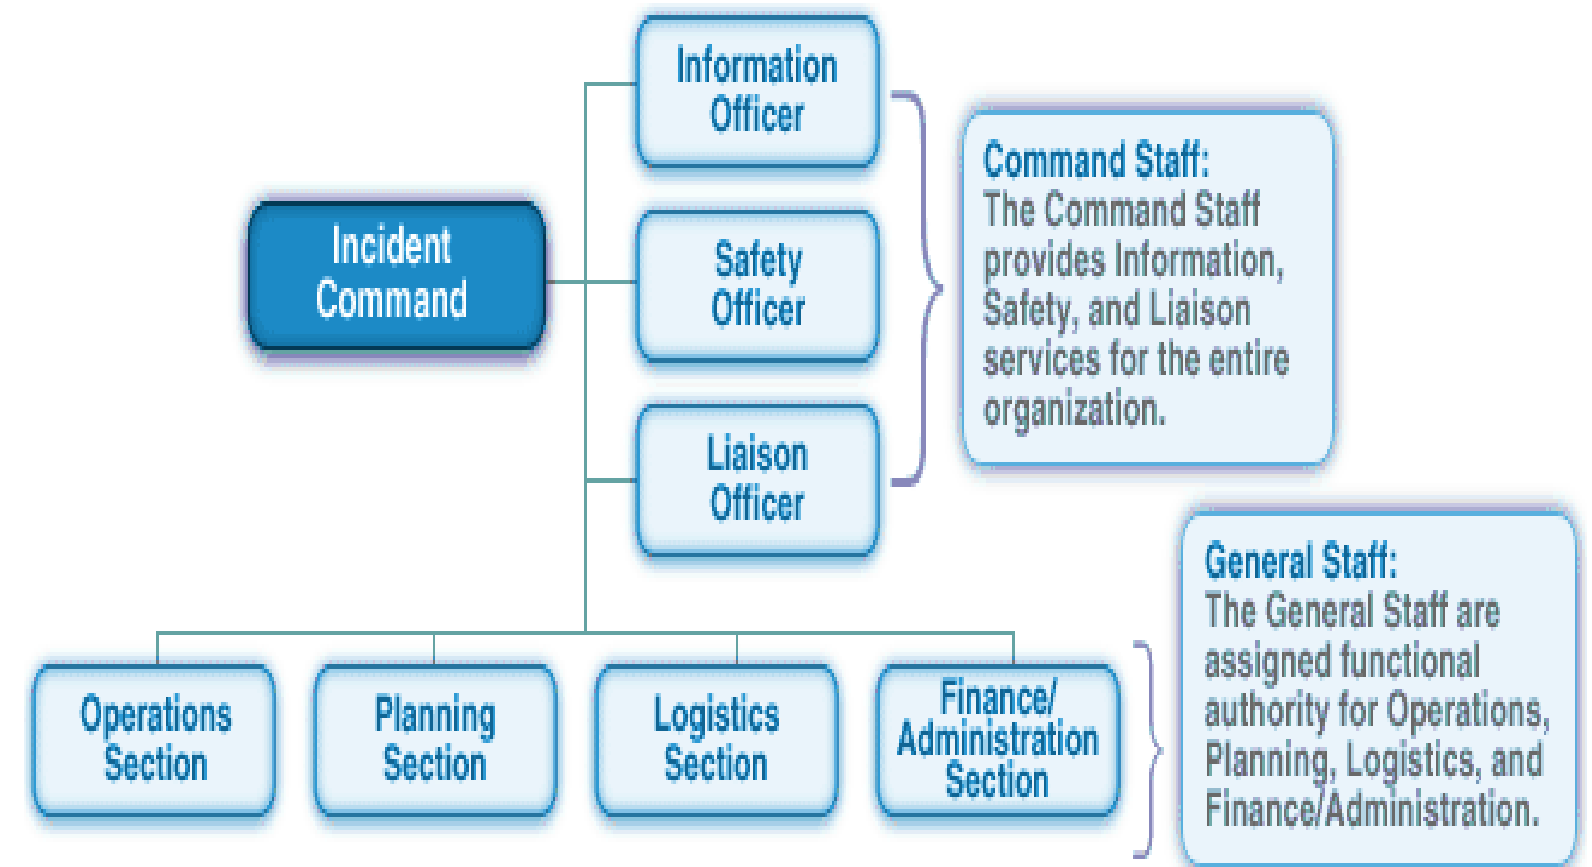 Information
Officer
Command Staff:
The Command Staff
provides Information,
Safety, and Liaison
services for the entire
organization.
Incident
Command
Safety
Officer
Liaison
Officer
General Staff:
The General Staff are
assigned functional
authority for Operations,
Planning, Logistics, and
Finance/Administration.
Operations
Section
Planning
Section
Logistics
Section
Finance/
Administration
Section